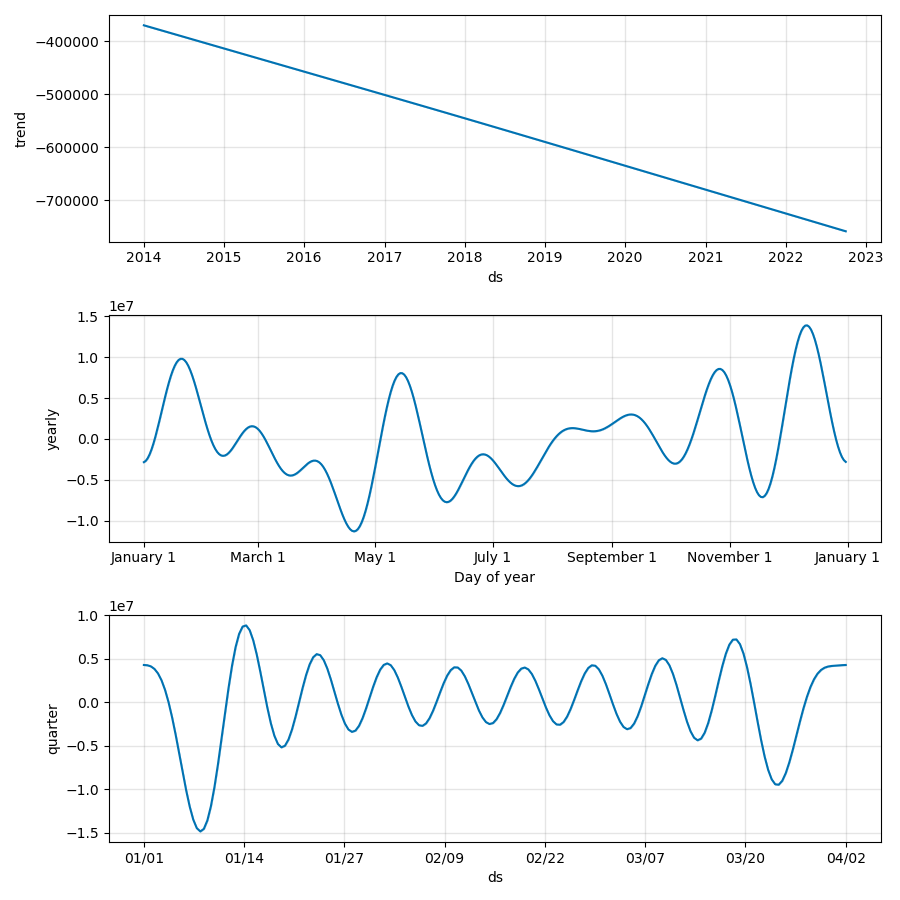 −400000
−500000
−600000
−700000
trend
2014 2015 2016 2017 2018 2019 2020 2021 2022 2023
ds
1e7
1.5
1.0
0.5
0.0
−0.5
−1.0
yearly
January 1 March 1 May 1 July 1 September 1 November 1 January 1
Day of year
1e7
1.0
0.5
0.0
−0.5
−1.0
−1.5
quarter
01/01 01/14 01/27 02/09 02/22 03/07 03/20 04/02
ds